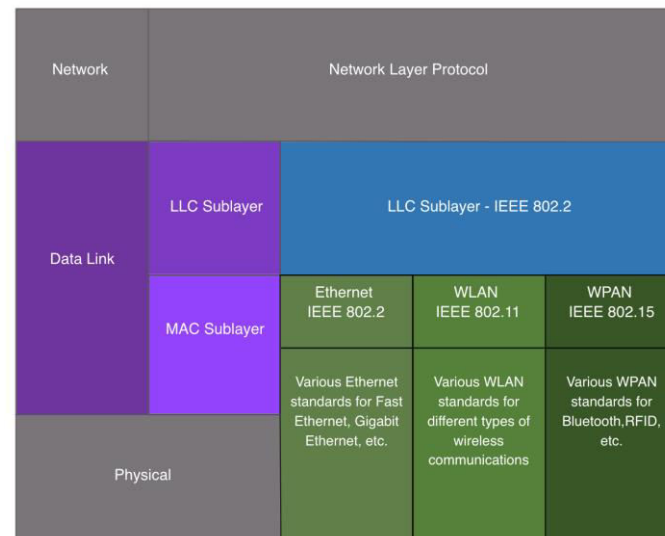 Network
Network Layer Protocol
Data Link
LLC Sublayer
LLC Sublayer - IEEE 802.2
MAC Sublayer
Ethernet
IEEE 802.2
WLAN
IEEE 802.11
WPAN
IEEE 802.15
Various Ethernet
standards for Fast
Ethernet, Gigabit
Ethernet, etc.
Various WLAN
standards for
different types of
wireless
communications
Various WPAN
standards for
Bluetooth,RFID,
etc.
Physical